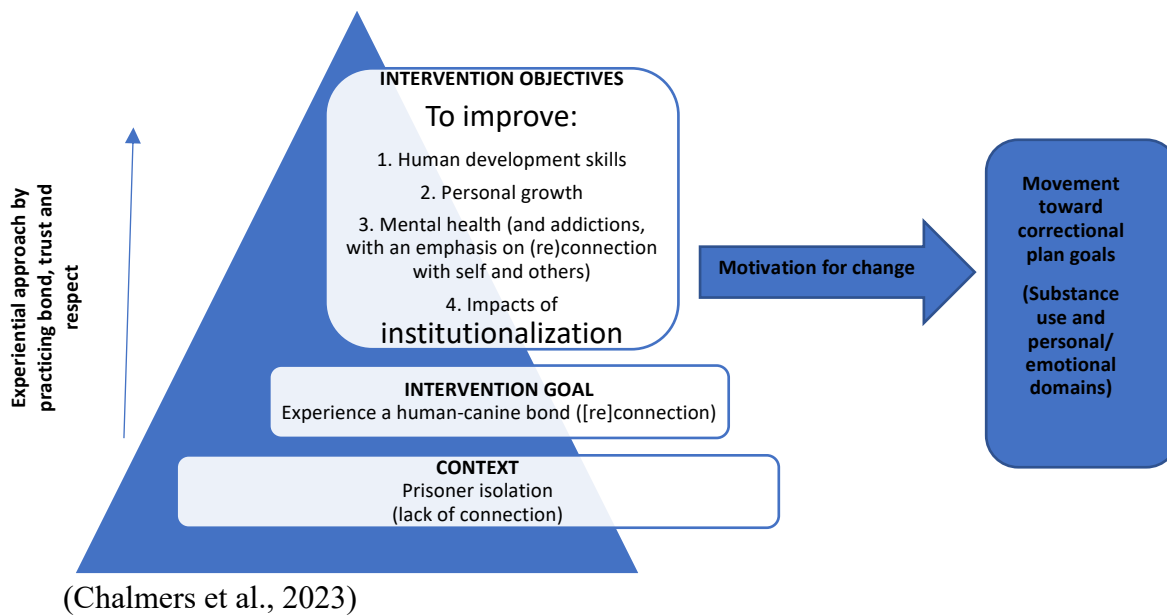 Experiential approach by
practicing bond, trust and
respect
INTERVENTION OBJECTIVES
To improve:
1. Human development skills
2. Personal growth
3. Mental health (and addictions,
with an emphasis on (re)connection
with self and others)
4. Impacts of
institutionalization
INTERVENTION GOAL
Experience a human-canine bond ([re]connection)
CONTEXT
Prisoner isolation
(lack of connection)
Motivation for change
Movement
toward
correctional
plan goals
(Substance
use and
personal/
emotional
domains)
(Chalmers et al., 2023)